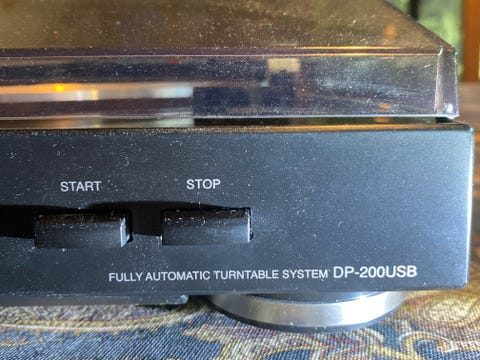 START STOP
FULLY AUTOMATIC TURNTABLE SYSTEM DP-200USB